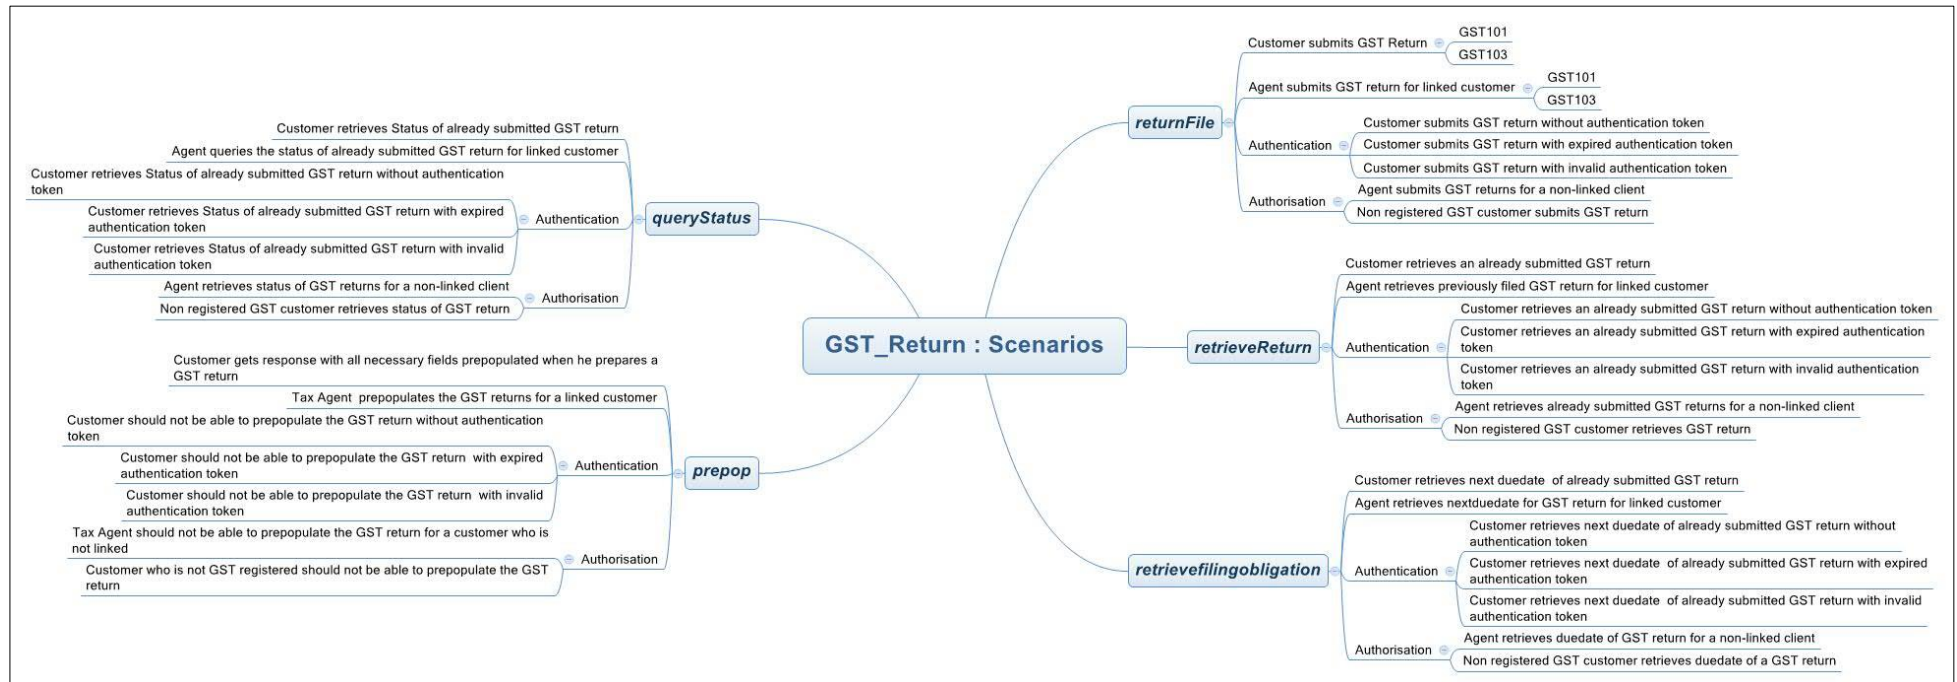 GST_Return : Scenarios
returnFile
Customer submits GST Return
GST101
GST103
Agent submits GST return for linked customer
GST101
GST103
Authentication
Customer submits GST return without authentication token
Customer submits GST return with expired authentication token
Customer submits GST return with invalid authentication token
Authorisation
Agent submits GST returns for a non-linked client
Non registered GST customer submits GST return
retrieveReturn
Customer retrieves an already submitted GST return
Agent retrieves previously filed GST return for linked customer
Authentication
Customer retrieves an already submitted GST return without authentication token
Customer retrieves an already submitted GST return with expired authentication
token
Customer retrieves an already submitted GST return with invalid authentication
token
Authorisation
Agent retrieves already submitted GST returns for a non-linked client
Non registered GST customer retrieves GST return
retrievefilingobligation
Customer retrieves next duedate of already submitted GST return
Agent retrieves nextduedate for GST return for linked customer
Authentication
Customer retrieves next duedate of already submitted GST return without
authentication token
Customer retrieves next duedate of already submitted GST return with expired
authentication token
Customer retrieves next duedate of already submitted GST return with invalid
authentication token
Authorisation
Agent retrieves duedate of GST return for a non-linked client
Non registered GST customer retrieves duedate of a GST return
queryStatus
Customer retrieves Status of already submitted GST return
Agent queries the status of already submitted GST return for linked customer
Authentication
Customer retrieves Status of already submitted GST return without authentication
token
Customer retrieves Status of already submitted GST return with expired
authentication token
Customer retrieves Status of already submitted GST return with invalid
authentication token
Authorisation
Agent retrieves status of GST returns for a non-linked client
Non registered GST customer retrieves status of GST return
prepop
Customer gets response with all necessary fields prepopulated when he prepares a
GST return
Tax Agent prepopulates the GST returns for a linked customer
Authentication
Customer should not be able to prepopulate the GST return without authentication
token
Customer should not be able to prepopulate the GST return with expired
authentication token
Customer should not be able to prepopulate the GST return with invalid
authentication token
Authorisation
Tax Agent should not be able to prepopulate the GST return for a customer who is
not linked
Customer who is not GST registered should not be able to prepopulate the GST
return